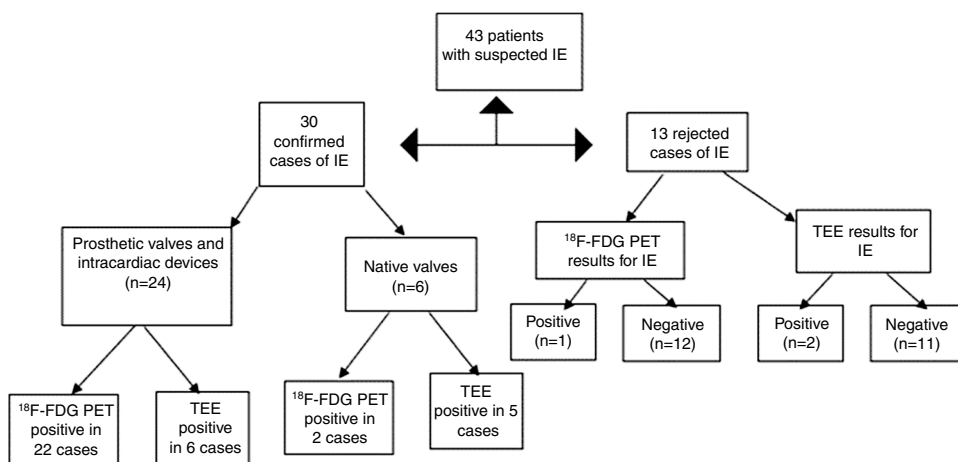 43 patients
with suspected IE
30
confirmed
cases of IE
13 rejected
cases of IE
Prosthetic valves and
intracardiac devices
(n=24)
Native valves
(n=6)
¹⁸F-FDG PET
results for IE
TEE results for
IE
Positive
(n=1)
Negative
(n=12)
Positive
(n=2)
Negative
(n=11)
¹⁸F-FDG PET
positive in
22 cases
TEE
positive
in 6 cases
¹⁸F-FDG PET
positive in
2 cases
TEE
positive in 5
cases